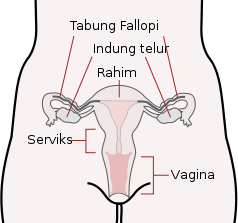 Tabung Fallopi
Indung telur
Rahim
Serviks
Vagina